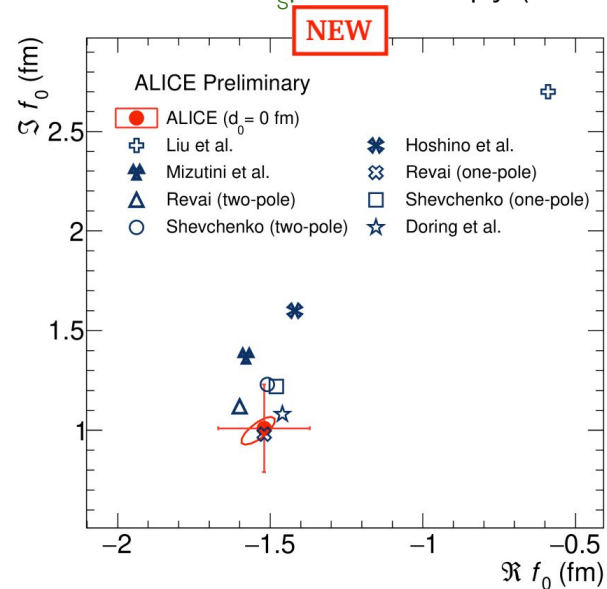 NEW
ℑ f₀ (fm)
ALICE Preliminary
ALICE (d₀= 0 fm)
Liu et al.
Mizutini et al.
Revai (two-pole)
Shevchenko (two-pole)
Hoshino et al.
Revai (one-pole)
Shevchenko (one-pole)
Doring et al.
2.5
2
1.5
1
−2 −1.5 −1 −0.5
ℜ f₀ (fm)